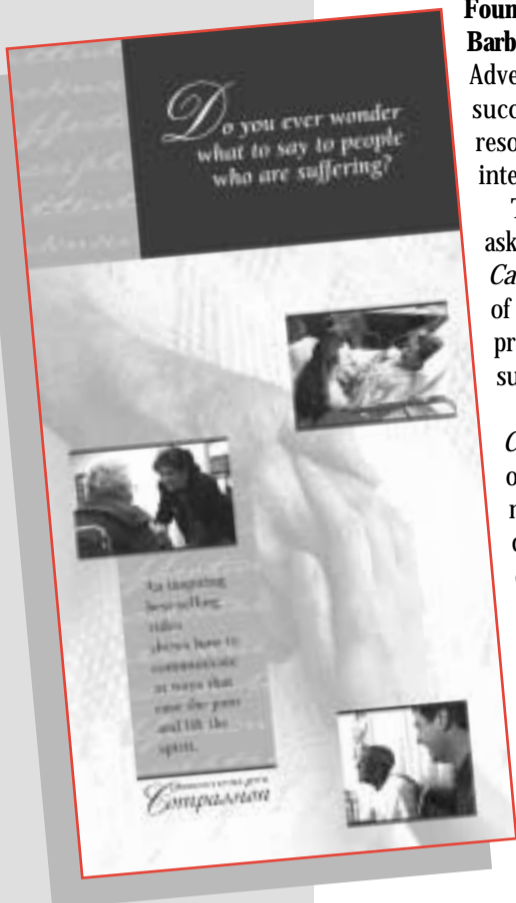 Do you ever wonder
what to say to people
who are suffering?
An inspiring
best-selling
video
shows how to
communicate
in ways that
ease the pain
and lift the
spirit.
Compassion
Foun
Barb
Adve
succ
reso
inte
T
ask
Ca
of
pr
su
C
o